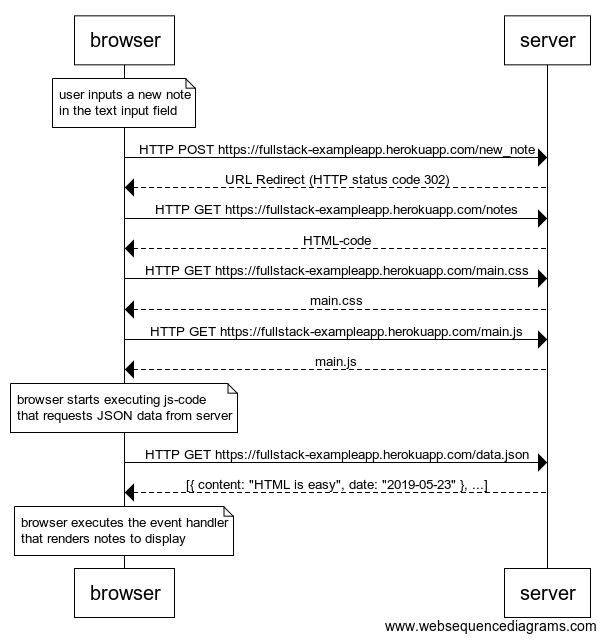 browser
server
user inputs a new note
in the text input field
HTTP POST https://fullstack-exampleapp.herokuapp.com/new_note
URL Redirect (HTTP status code 302)
HTTP GET https://fullstack-exampleapp.herokuapp.com/notes
HTML-code
HTTP GET https://fullstack-exampleapp.herokuapp.com/main.css
main.css
HTTP GET https://fullstack-exampleapp.herokuapp.com/main.js
main.js
browser starts executing js-code
that requests JSON data from server
HTTP GET https://fullstack-exampleapp.herokuapp.com/data.json
[{ content: "HTML is easy", date: "2019-05-23" }, ...]
browser executes the event handler
that renders notes to display
browser
server
www.websequencediagrams.com